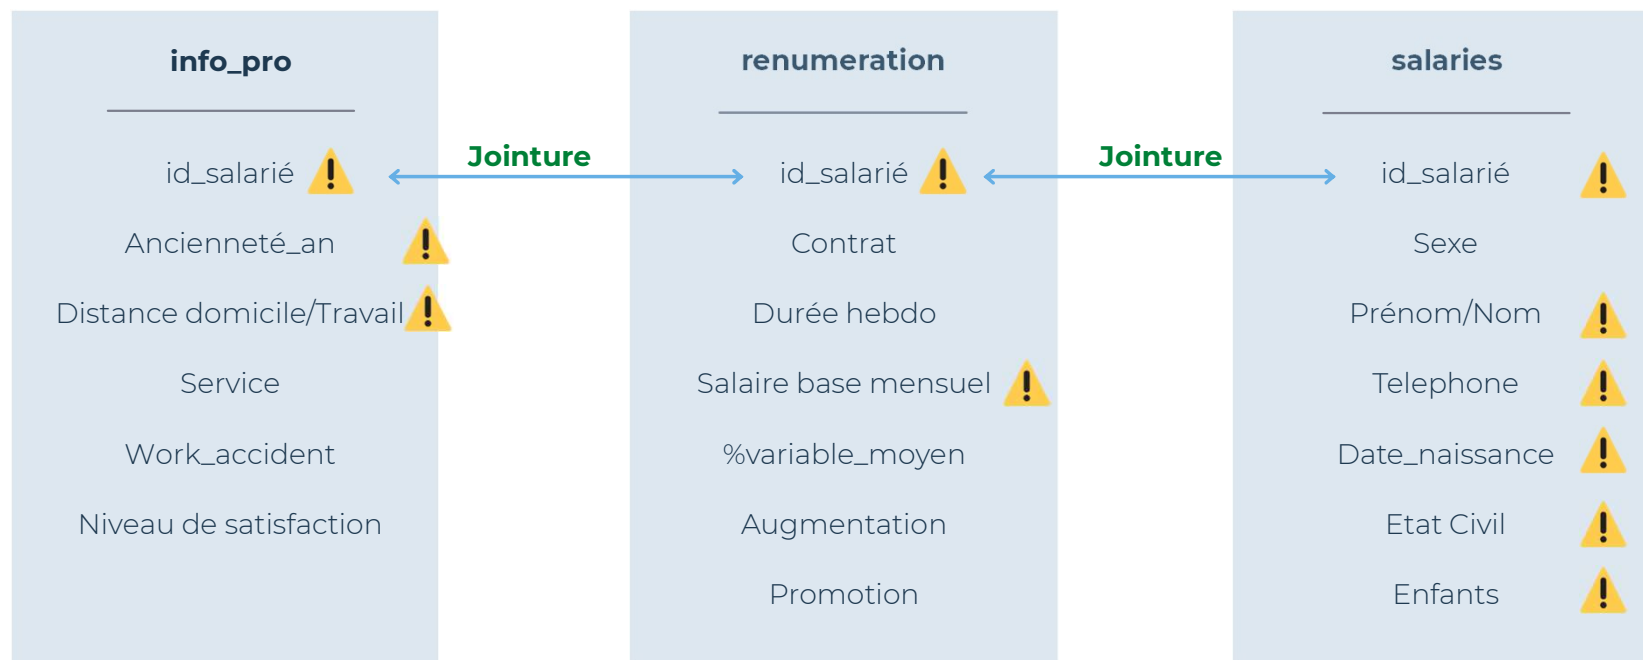 info_pro
id_salarié
Ancienneté_an
Distance domicile/Travail
Service
Work_accident
Niveau de satisfaction
Jointure
renumeration
id_salarié
Contrat
Durée hebdo
Salaire base mensuel
%variable_moyen
Augmentation
Promotion
Jointure
salaries
id_salarié
Sexe
Prénom/Nom
Telephone
Date_naissance
Etat Civil
Enfants